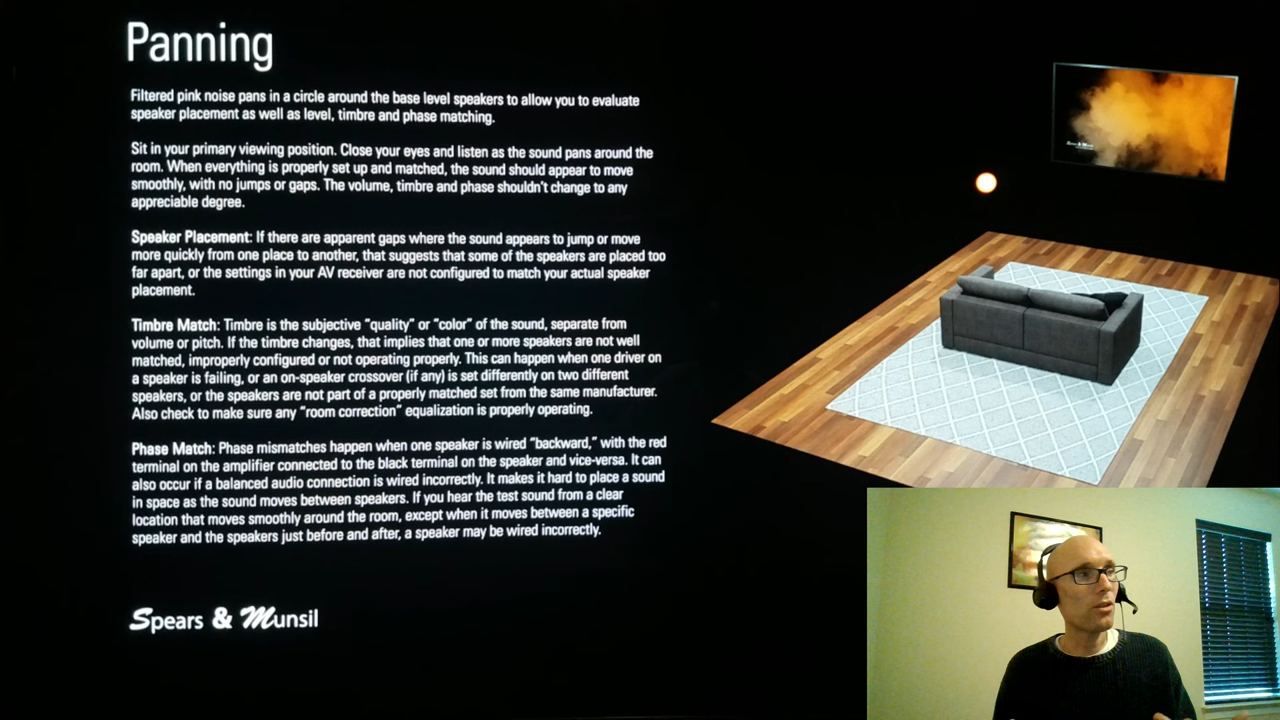 Panning
Filtered pink noise pans in a circle around the base level speakers to allow you to evaluate
speaker placement as well as level, timbre and phase matching.
Sit in your primary viewing position. Close your eyes and listen as the sound pans around the
room. When everything is properly set up and matched, the sound should appear to move
smoothly, with no jumps or gaps. The volume, timbre and phase shouldn't change to any
appreciable degree.
Speaker Placement: If there are apparent gaps where the sound appears to jump or move
more quickly from one place to another, that suggests that some of the speakers are placed too
far apart, or the settings in your AV receiver are not configured to match your actual speaker
placement.
Timbre Match: Timbre is the subjective "quality" or "color" of the sound, separate from
volume or pitch. If the timbre changes, that implies that one or more speakers are not well
matched, improperly configured or not operating properly. This can happen when one driver on
a speaker is failing, or an on-speaker crossover (if any) is set differently on two different
speakers, or the speakers are not part of a properly matched set from the same manufacturer.
Also check to make sure any "room correction" equalization is properly operating.
Phase Match: Phase mismatches happen when one speaker is wired "backward," with the red
terminal on the amplifier connected to the black terminal on the speaker and vice-versa. It can
also occur if a balanced audio connection is wired incorrectly. It makes it hard to place a sound
in space as the sound moves between speakers. If you hear the test sound from a clear
location that moves smoothly around the room, except when it moves between a specific
speaker and the speakers just before and after, a speaker may be wired incorrectly.
Spears & Munsil